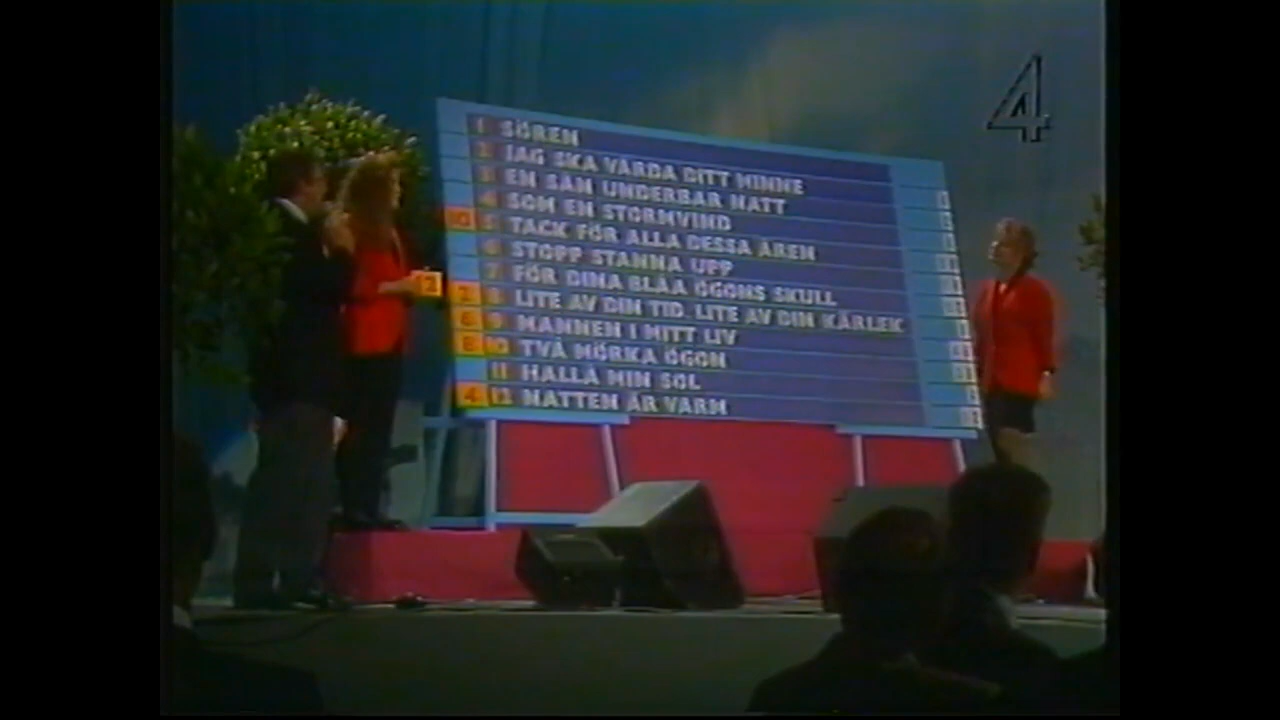 4
1 SÖREN
2 JAG SKA VÅRDA DITT MINNE
3 EN SÅN UNDERBAR NATT
4 SOM EN STORMVIND
10 5 TACK FÖR ALLA DESSA ÅREN
6 STOPP STANNA UPP
12
7 FÖR DINA BLÅA ÖGONS SKULL
8 LITE AV DIN TID, LITE AV DIN KÄRLEK
9 MANNEN I MITT LIV
10 TVÅ MÖRKA ÖGON
11 HALLÅ MIN SOL
4 12 NATTEN ÄR VARM